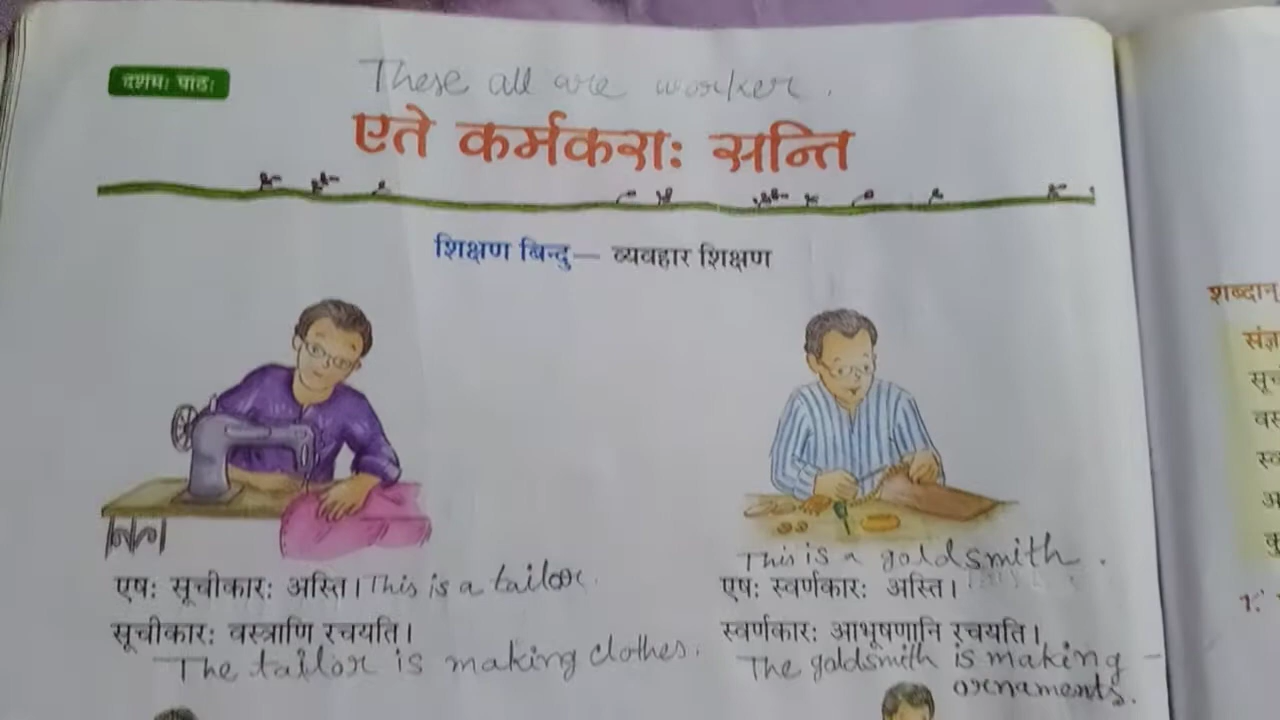 दशमः पाठः
These all are worker.
एते कर्मकराः सन्ति
शिक्षण बिन्दु— व्यवहार शिक्षण
एषः सूचीकारः अस्ति। This is a tailor.
सूचीकारः वस्त्राणि रचयति।
The tailor is making clothes.
This is a goldsmith.
एषः स्वर्णकारः अस्ति।
स्वर्णकारः आभूषणानि रचयति।
The goldsmith is making
ornaments.
शब्दान
1.